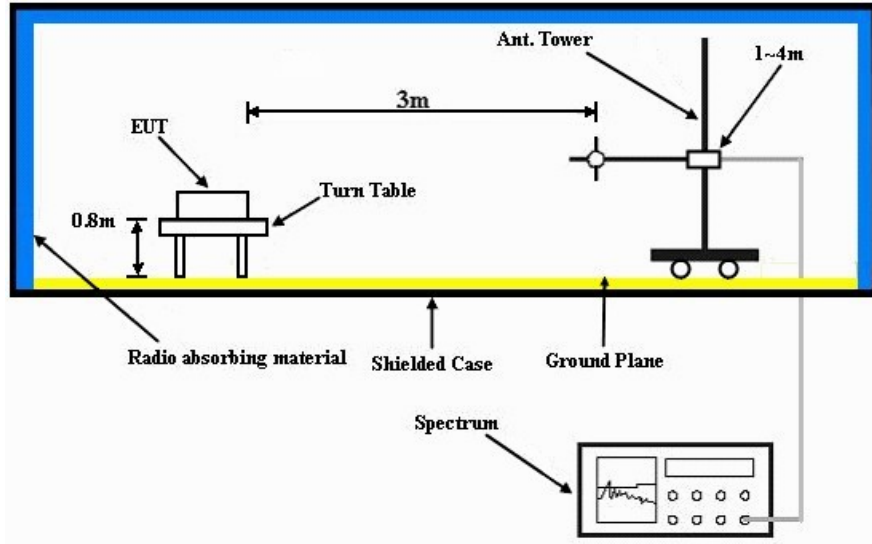 Ant. Tower
1~4m
3m
EUT
Turn Table
0.8m
Radio absorbing material
Shielded Case
Ground Plane
Spectrum